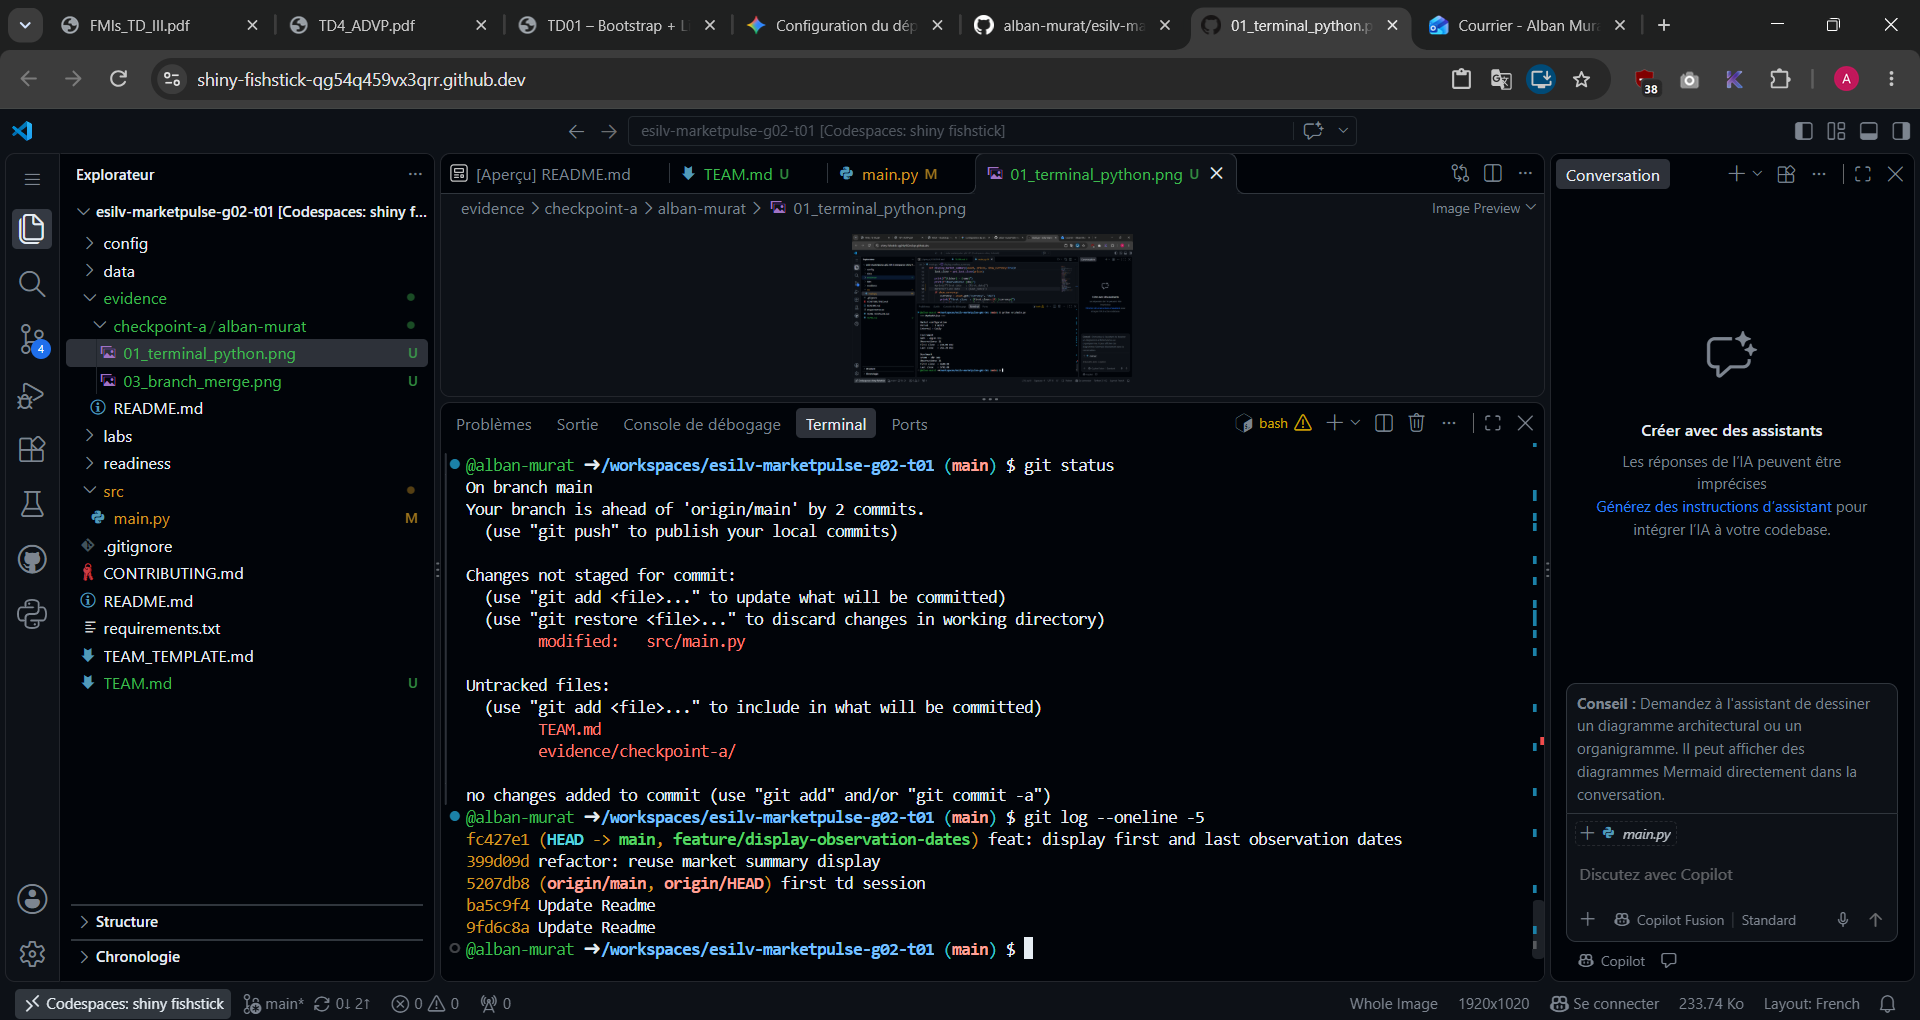 FMIs_TD_III.pdf
TD4_ADVP.pdf
TD01 – Bootstrap + Li
Configuration du dép
alban-murat/esilv-ma
01_terminal_python.p
Courrier - Alban Mura
shiny-fishstick-qg54q459vx3qrr.github.dev
38
A
esilv-marketpulse-g02-t01 [Codespaces: shiny fishstick]
Explorateur
esilv-marketpulse-g02-t01 [Codespaces: shiny f...
config
data
evidence
checkpoint-a / alban-murat
01_terminal_python.png U
03_branch_merge.png U
README.md
labs
readiness
src
main.py M
.gitignore
CONTRIBUTING.md
README.md
requirements.txt
TEAM_TEMPLATE.md
TEAM.md U
Structure
Chronologie
4
[Aperçu] README.md
TEAM.md U
main.py M
01_terminal_python.png U
evidence > checkpoint-a > alban-murat > 01_terminal_python.png
Image Preview
Problèmes
Sortie
Console de débogage
Terminal
Ports
bash
@alban-murat ➜/workspaces/esilv-marketpulse-g02-t01 (main) $ git status
On branch main
Your branch is ahead of 'origin/main' by 2 commits.
(use "git push" to publish your local commits)
Changes not staged for commit:
(use "git add <file>..." to update what will be committed)
(use "git restore <file>..." to discard changes in working directory)
modified: src/main.py
Untracked files:
(use "git add <file>..." to include in what will be committed)
TEAM.md
evidence/checkpoint-a/
no changes added to commit (use "git add" and/or "git commit -a")
@alban-murat ➜/workspaces/esilv-marketpulse-g02-t01 (main) $ git log --oneline -5
fc427e1 (HEAD -> main, feature/display-observation-dates) feat: display first and last observation dates
399d09d refactor: reuse market summary display
5207db8 (origin/main, origin/HEAD) first td session
ba5c9f4 Update Readme
9fd6c8a Update Readme
@alban-murat ➜/workspaces/esilv-marketpulse-g02-t01 (main) $
Conversation
Créer avec des assistants
Les réponses de l'IA peuvent être
imprécises
Générez des instructions d'assistant pour
intégrer l'IA à votre codebase.
Conseil : Demandez à l'assistant de dessiner
un diagramme architectural ou un
organigramme. Il peut afficher des
diagrammes Mermaid directement dans la
conversation.
main.py
Discutez avec Copilot
Copilot Fusion
Standard
Copilot
Codespaces: shiny fishstick
main*
0↓ 2↑
0
0
0
Whole Image
1920x1020
Se connecter
233.74 Ko
Layout: French